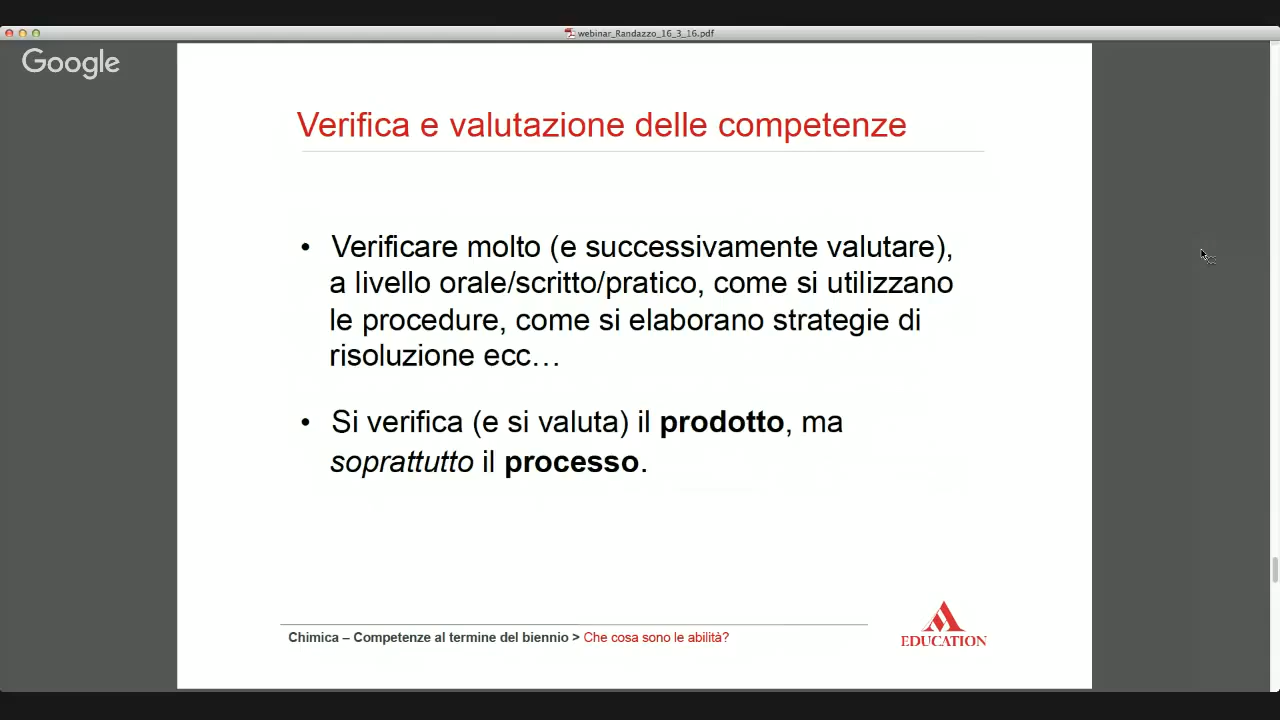 webinar_Randazzo_16_3_16.pdf
Google
Verifica e valutazione delle competenze
• Verificare molto (e successivamente valutare),
a livello orale/scritto/pratico, come si utilizzano
le procedure, come si elaborano strategie di
risoluzione ecc…
• Si verifica (e si valuta) il prodotto, ma
soprattutto il processo.
Chimica – Competenze al termine del biennio > Che cosa sono le abilità?
EDUCATION